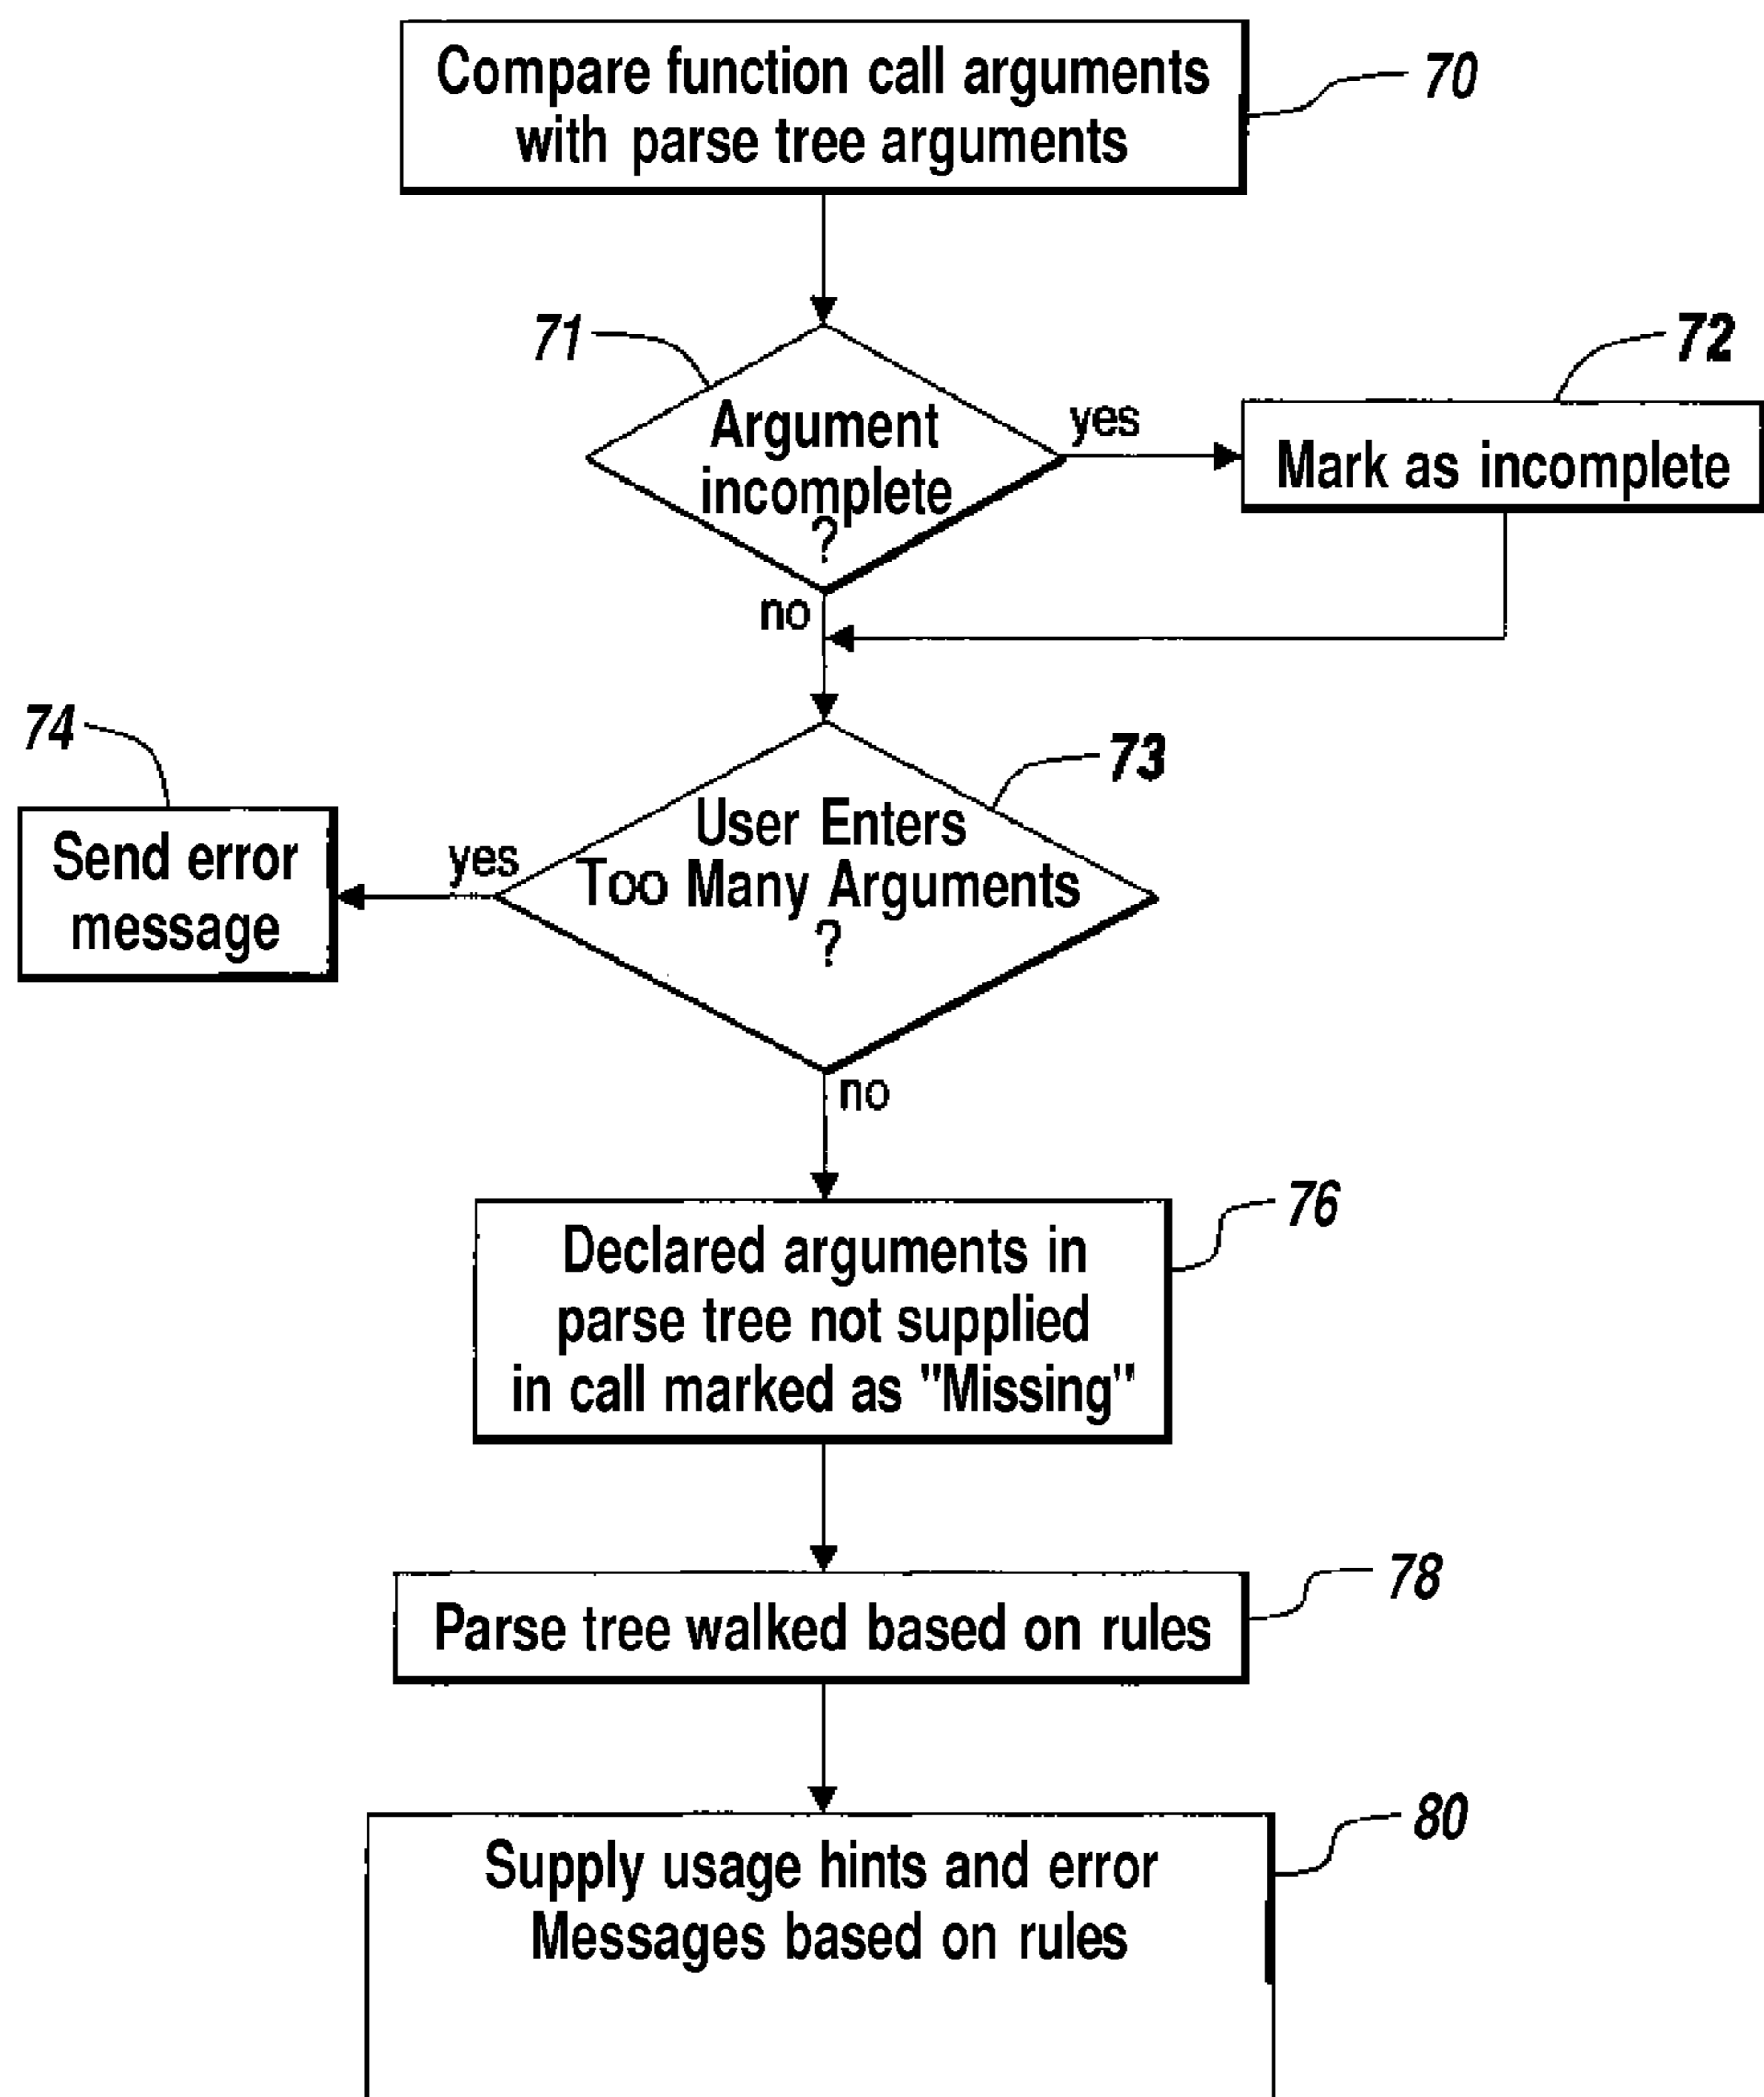 Compare function call arguments
with parse tree arguments
70
71
Argument
incomplete
?
yes
72
Mark as incomplete
no
74
Send error
message
yes
73
User Enters
Too Many Arguments
?
no
76
Declared arguments in
parse tree not supplied
in call marked as "Missing"
78
Parse tree walked based on rules
80
Supply usage hints and error
Messages based on rules